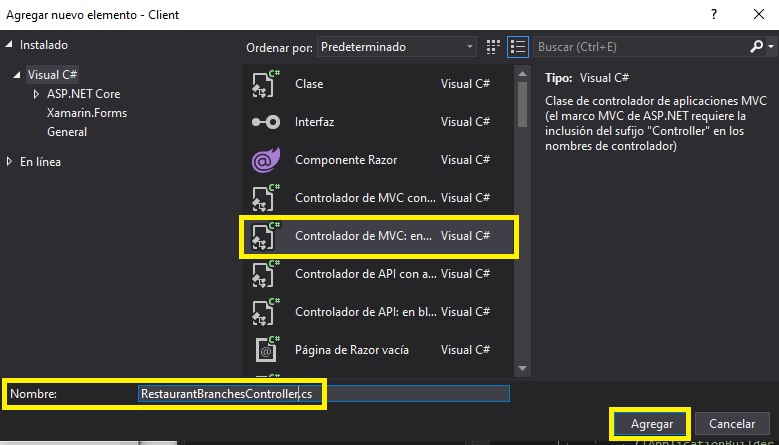 Agregar nuevo elemento - Client
? ×
Instalado
Ordenar por: Predeterminado
Buscar (Ctrl+E)
Visual C#
ASP.NET Core
Xamarin.Forms
General
En línea
C# Clase Visual C#
Interfaz Visual C#
Componente Razor Visual C#
C# Controlador de MVC con... Visual C#
C# Controlador de MVC: en... Visual C#
C# Controlador de API con a... Visual C#
C# Controlador de API: en bl... Visual C#
@ Página de Razor vacía Visual C#
C#
Tipo: Visual C#
Clase de controlador de aplicaciones MVC
(el marco MVC de ASP.NET requiere la
inclusión del sufijo "Controller" en los
nombres de controlador)
Nombre: RestaurantBranchesController.cs
Agregar Cancelar